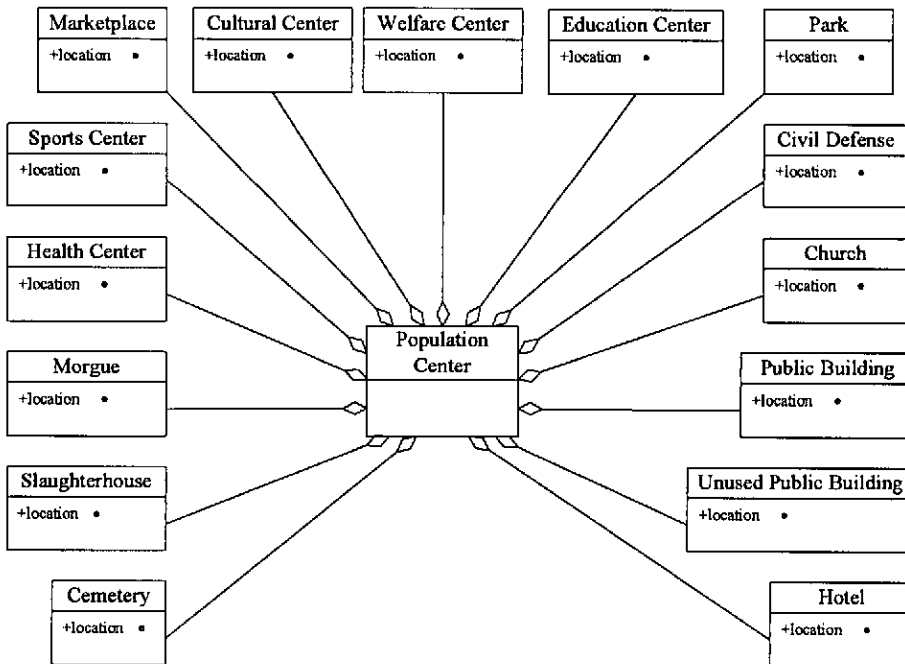 Marketplace
+location •
Cultural Center
+location •
Welfare Center
+location •
Education Center
+location •
Park
+location •
Sports Center
+location •
Civil Defense
+location •
Health Center
+location •
Church
+location •
Population
Center
Morgue
+location •
Public Building
+location •
Slaughterhouse
+location •
Unused Public Building
+location •
Cemetery
+location •
Hotel
+location •